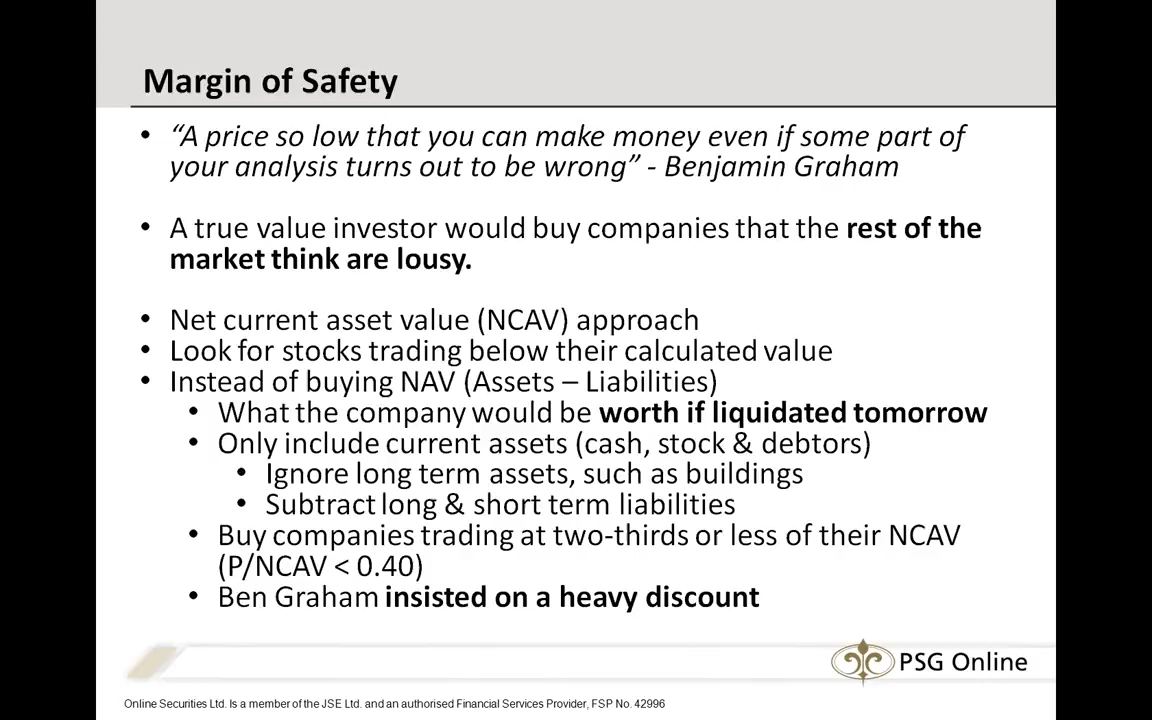 Margin of Safety
• “A price so low that you can make money even if some part of
your analysis turns out to be wrong” - Benjamin Graham
• A true value investor would buy companies that the rest of the
market think are lousy.
• Net current asset value (NCAV) approach
• Look for stocks trading below their calculated value
• Instead of buying NAV (Assets – Liabilities)
• What the company would be worth if liquidated tomorrow
• Only include current assets (cash, stock & debtors)
• Ignore long term assets, such as buildings
• Subtract long & short term liabilities
• Buy companies trading at two-thirds or less of their NCAV
(P/NCAV < 0.40)
• Ben Graham insisted on a heavy discount
PSG Online
Online Securities Ltd. Is a member of the JSE Ltd. and an authorised Financial Services Provider, FSP No. 42996